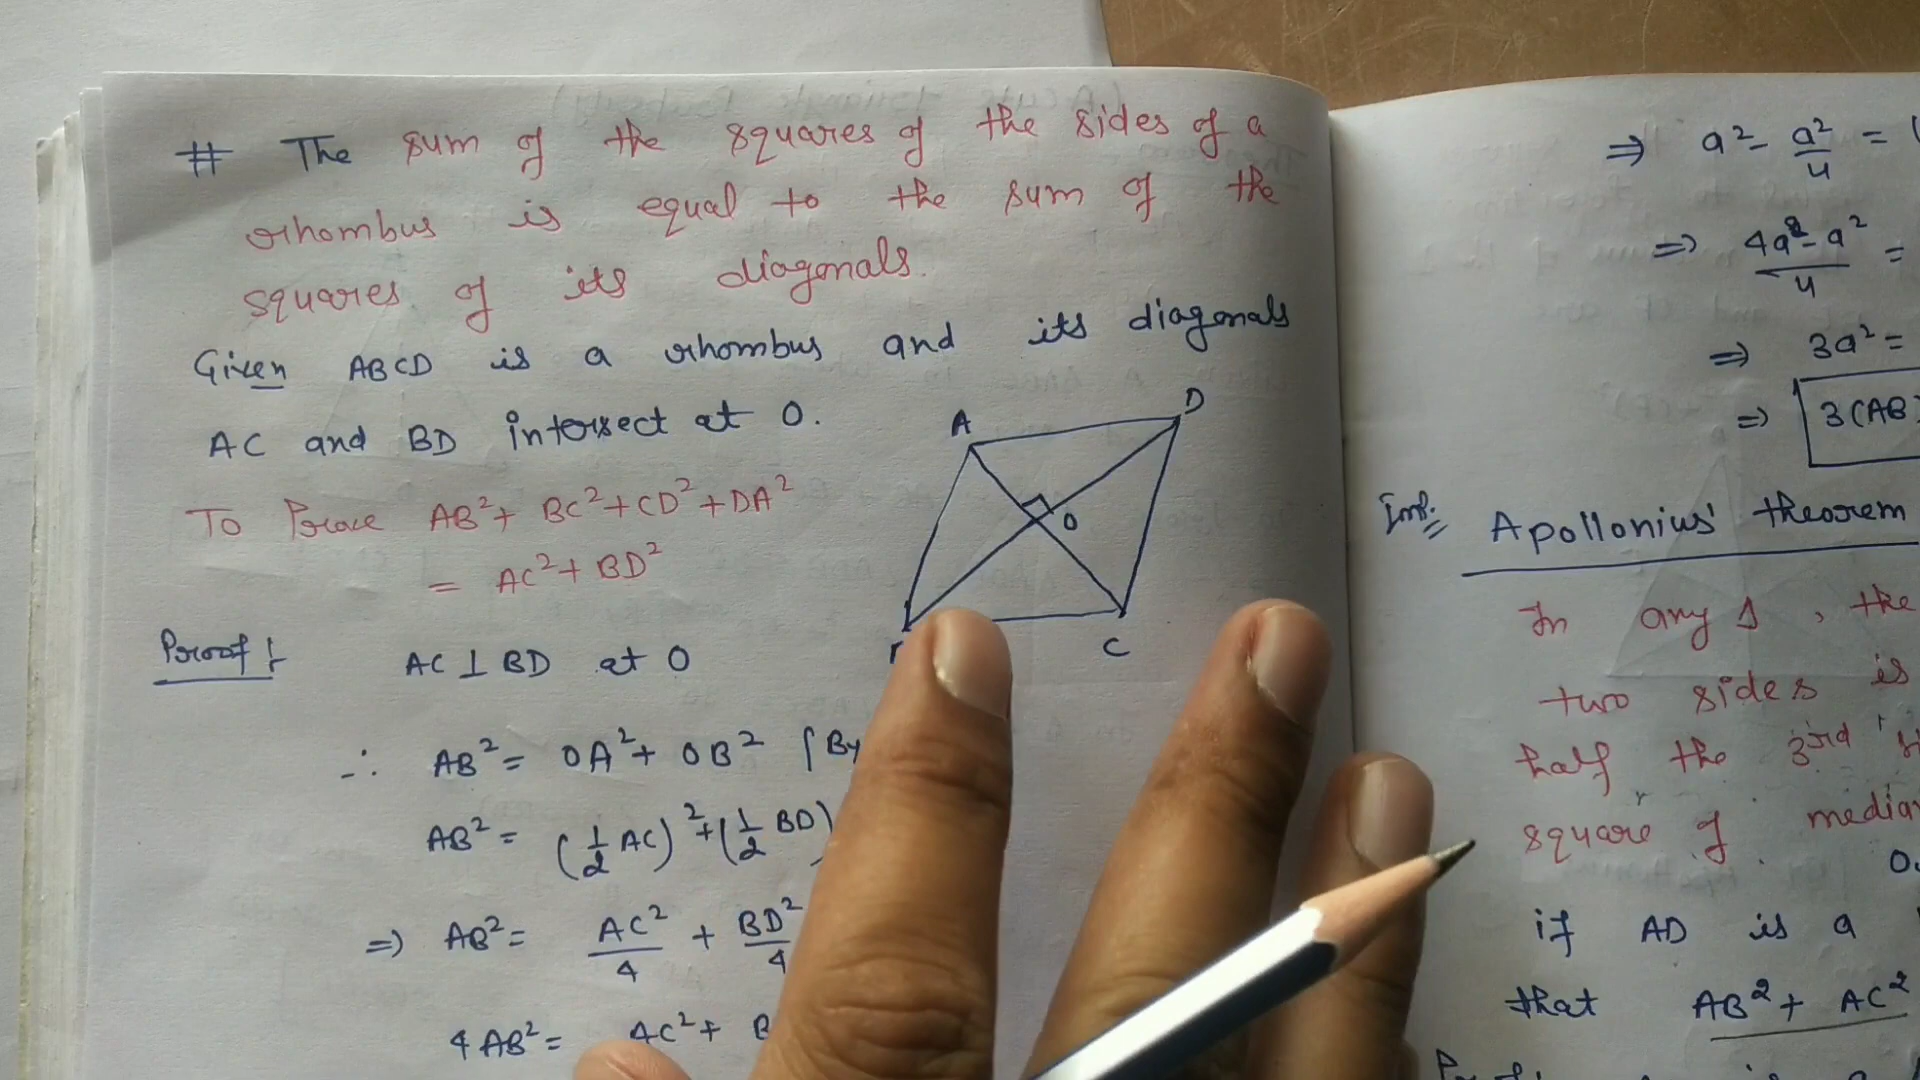 # The sum of the squares of the sides of a
rhombus is equal to the sum of the
squares of its diagonals.
Given ABCD is a rhombus and its diagonals
AC and BD intersect at O.
To Prove AB²+ BC²+CD²+DA²
= AC²+ BD²
A
D
O
C
Proof :- AC ⊥ BD at O
∴ AB² = OA²+ OB² [By
AB² = (1/2 AC)²+(1/2 BD)
=> AB² = AC²/4 + BD²/4
4AB² = AC²+ B
=> a²- a²/4 =
=> 4a²- a²/4 =
=> 3a² =
=> 3(AB)
Imp. Apollonius' theorem
In any Δ, the
two sides is
half the 3rd
square of median
if AD is a
that AB²+ AC²